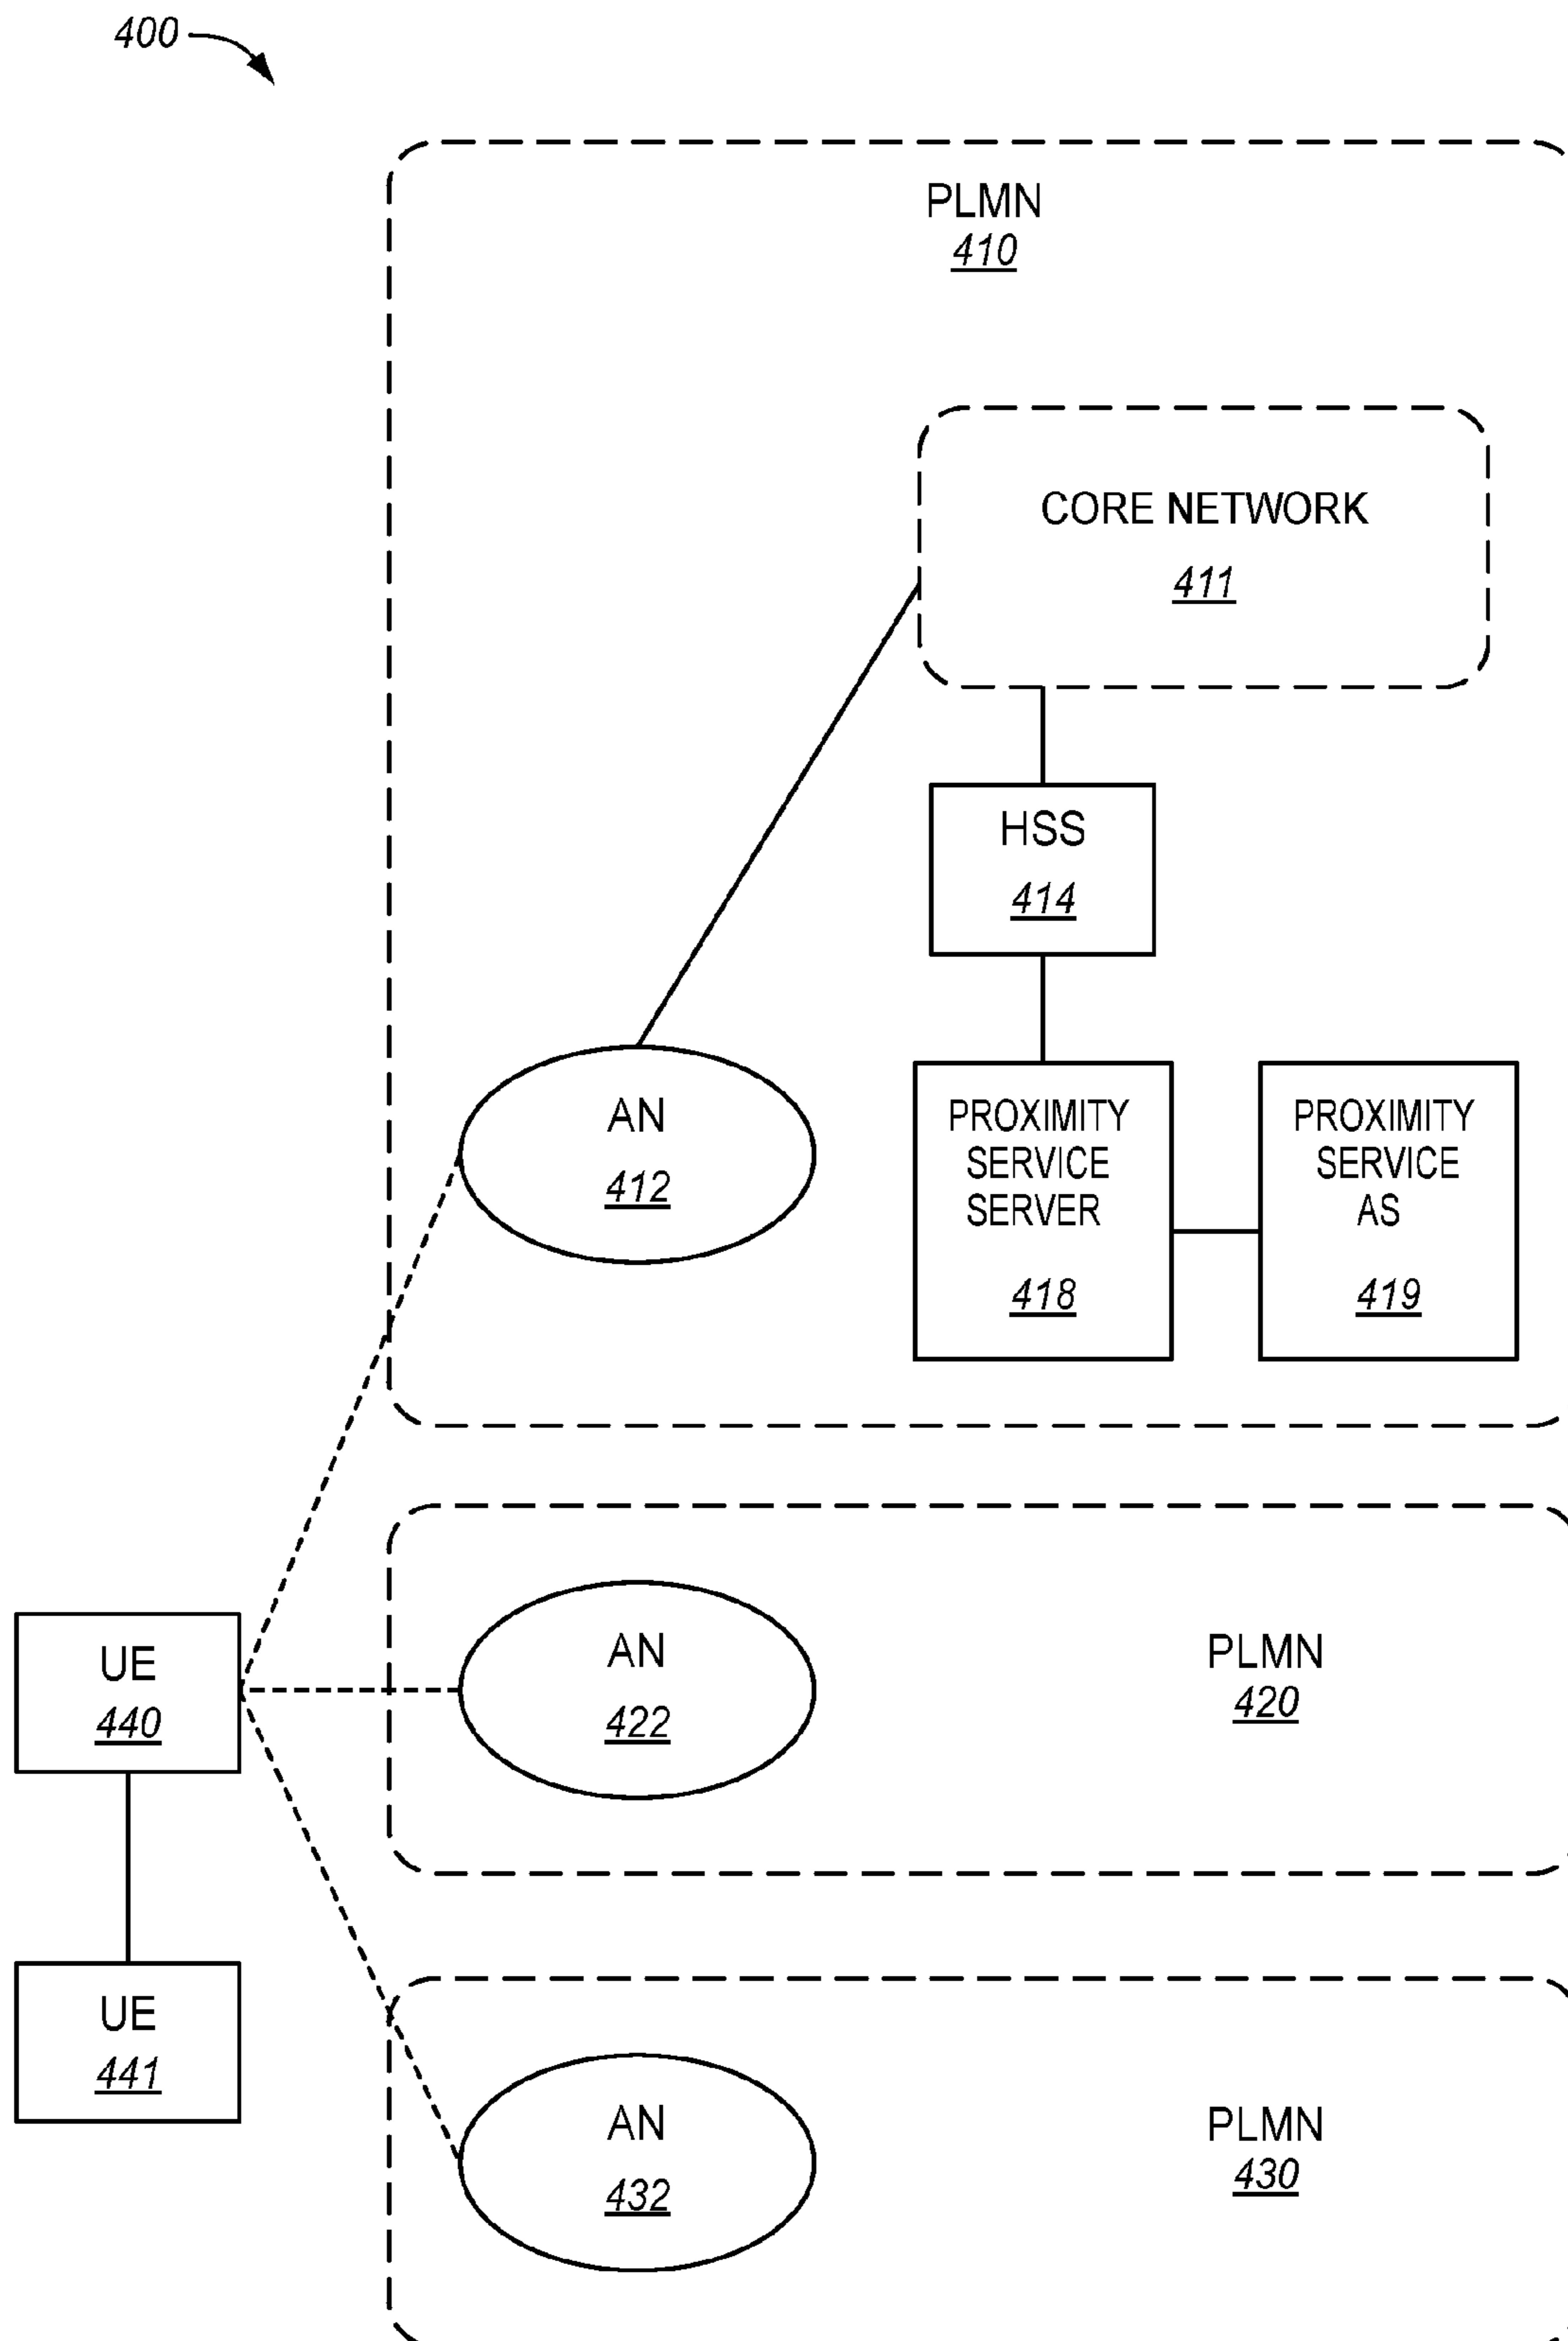 400
PLMN
410
CORE NETWORK
411
HSS
414
AN
412
PROXIMITY
SERVICE
SERVER
418
PROXIMITY
SERVICE
AS
419
UE
440
AN
422
PLMN
420
UE
441
AN
432
PLMN
430